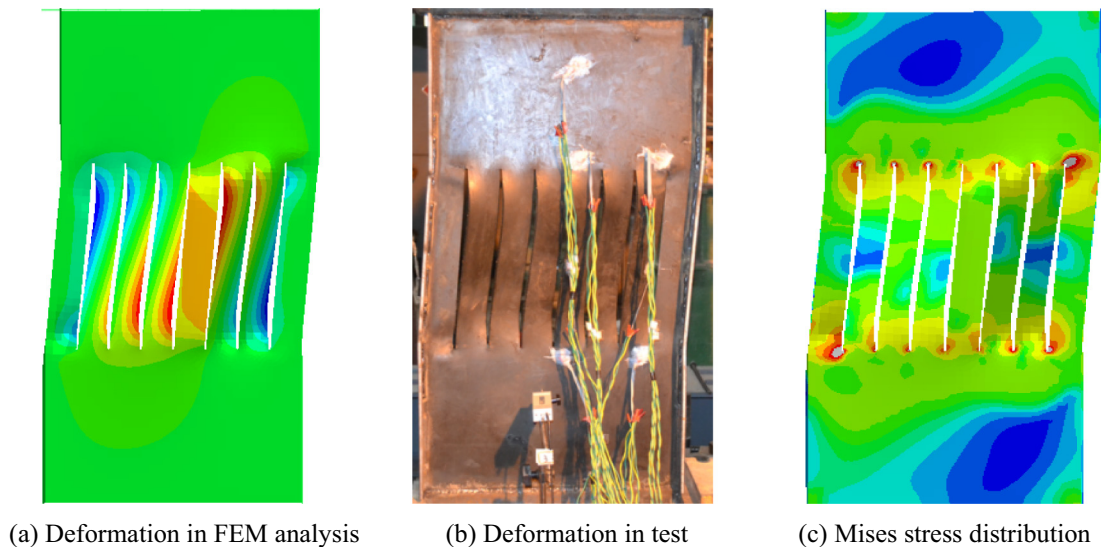 (a) Deformation in FEM analysis
(b) Deformation in test
(c) Mises stress distribution